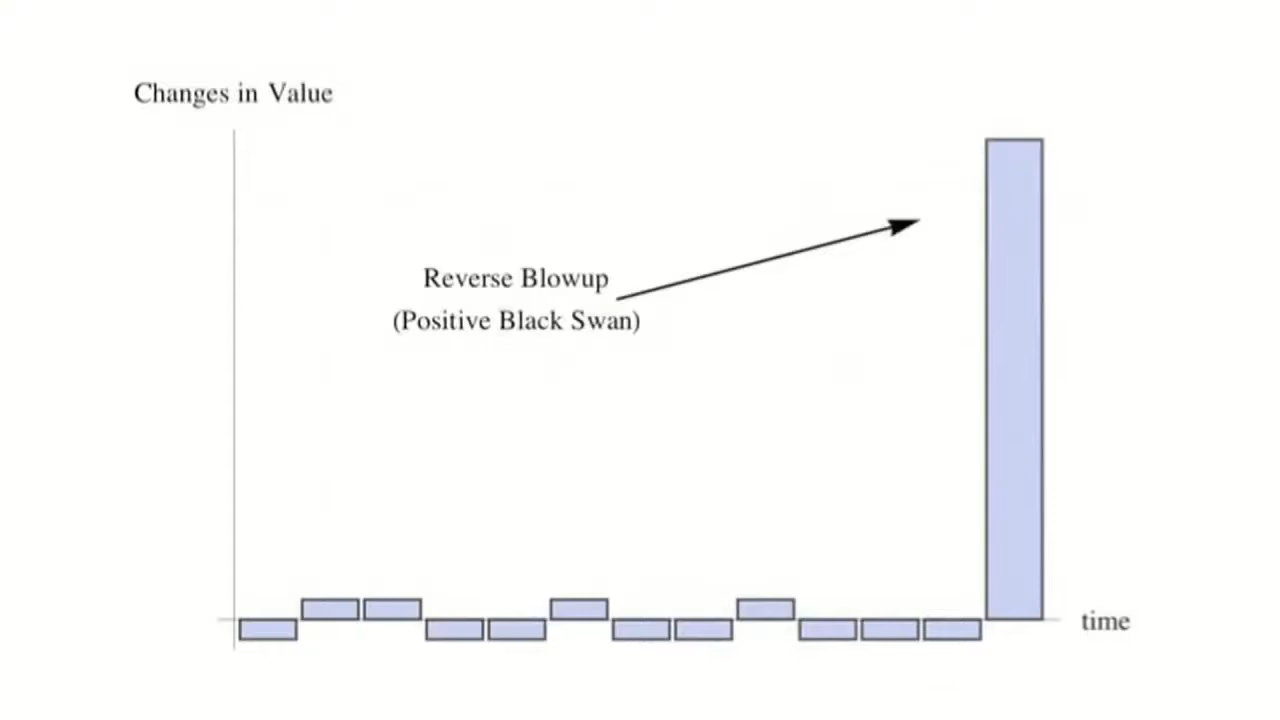 Changes in Value
Reverse Blowup
(Positive Black Swan)
time